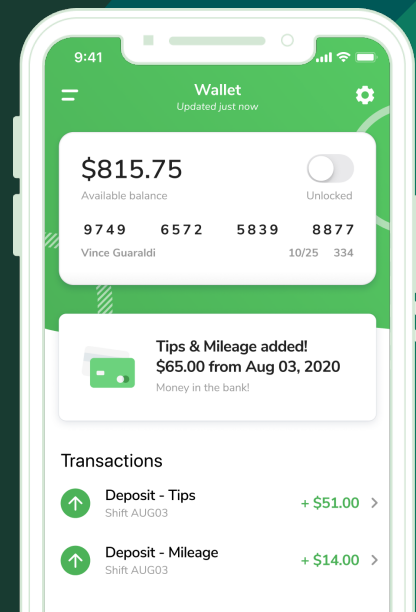 9:41
Wallet
Updated just now
$815.75
Available balance
Unlocked
9749 6572 5839 8877
Vince Guaraldi 10/25 334
Tips & Mileage added!
$65.00 from Aug 03, 2020
Money in the bank!
Transactions
Deposit - Tips
+ $51.00
Shift AUG03
Deposit - Mileage
+ $14.00
Shift AUG03